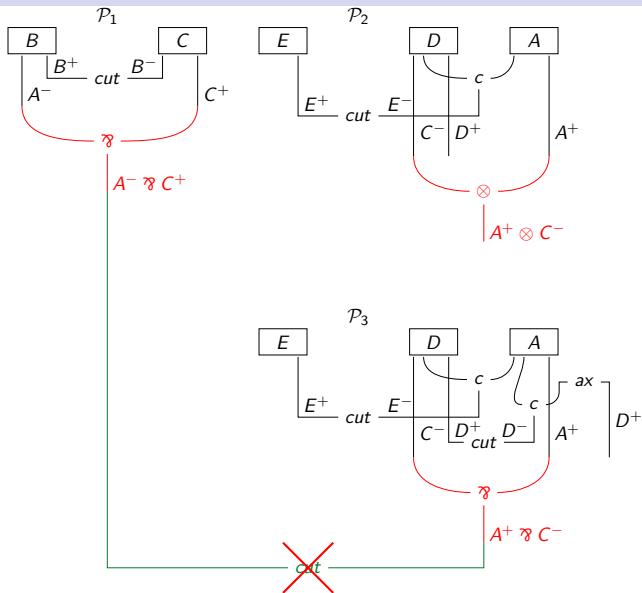 𝒫₁ 𝒫₂
B C E D A
B⁺ cut B⁻ c
A⁻ C⁺ E⁺ cut E⁻
C⁻ D⁺ A⁺
⅋ ⊗
A⁻ ⅋ C⁺ A⁺ ⊗ C⁻
𝒫₃
E D A
c ax
E⁺ cut E⁻ c D⁺
C⁻ D⁺ cut D⁻ A⁺
⅋
A⁺ ⅋ C⁻
cut